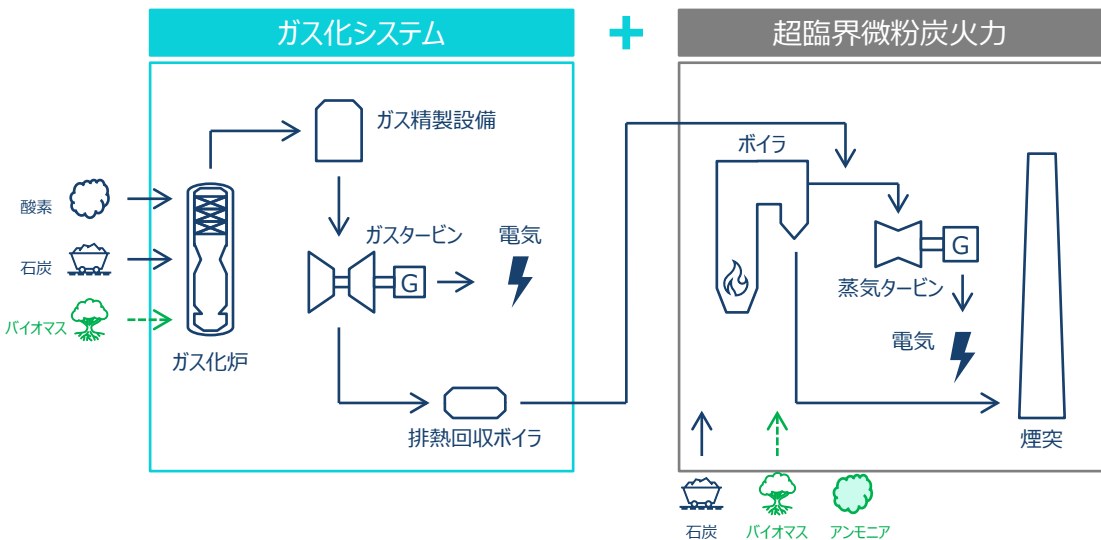 ガス化システム
+
超臨界微粉炭火力
ガス精製設備
ボイラ
酸素
ガスタービン
電気
G
G
石炭
蒸気タービン
バイオマス
電気
ガス化炉
排熱回収ボイラ
煙突
石炭
バイオマス
アンモニア